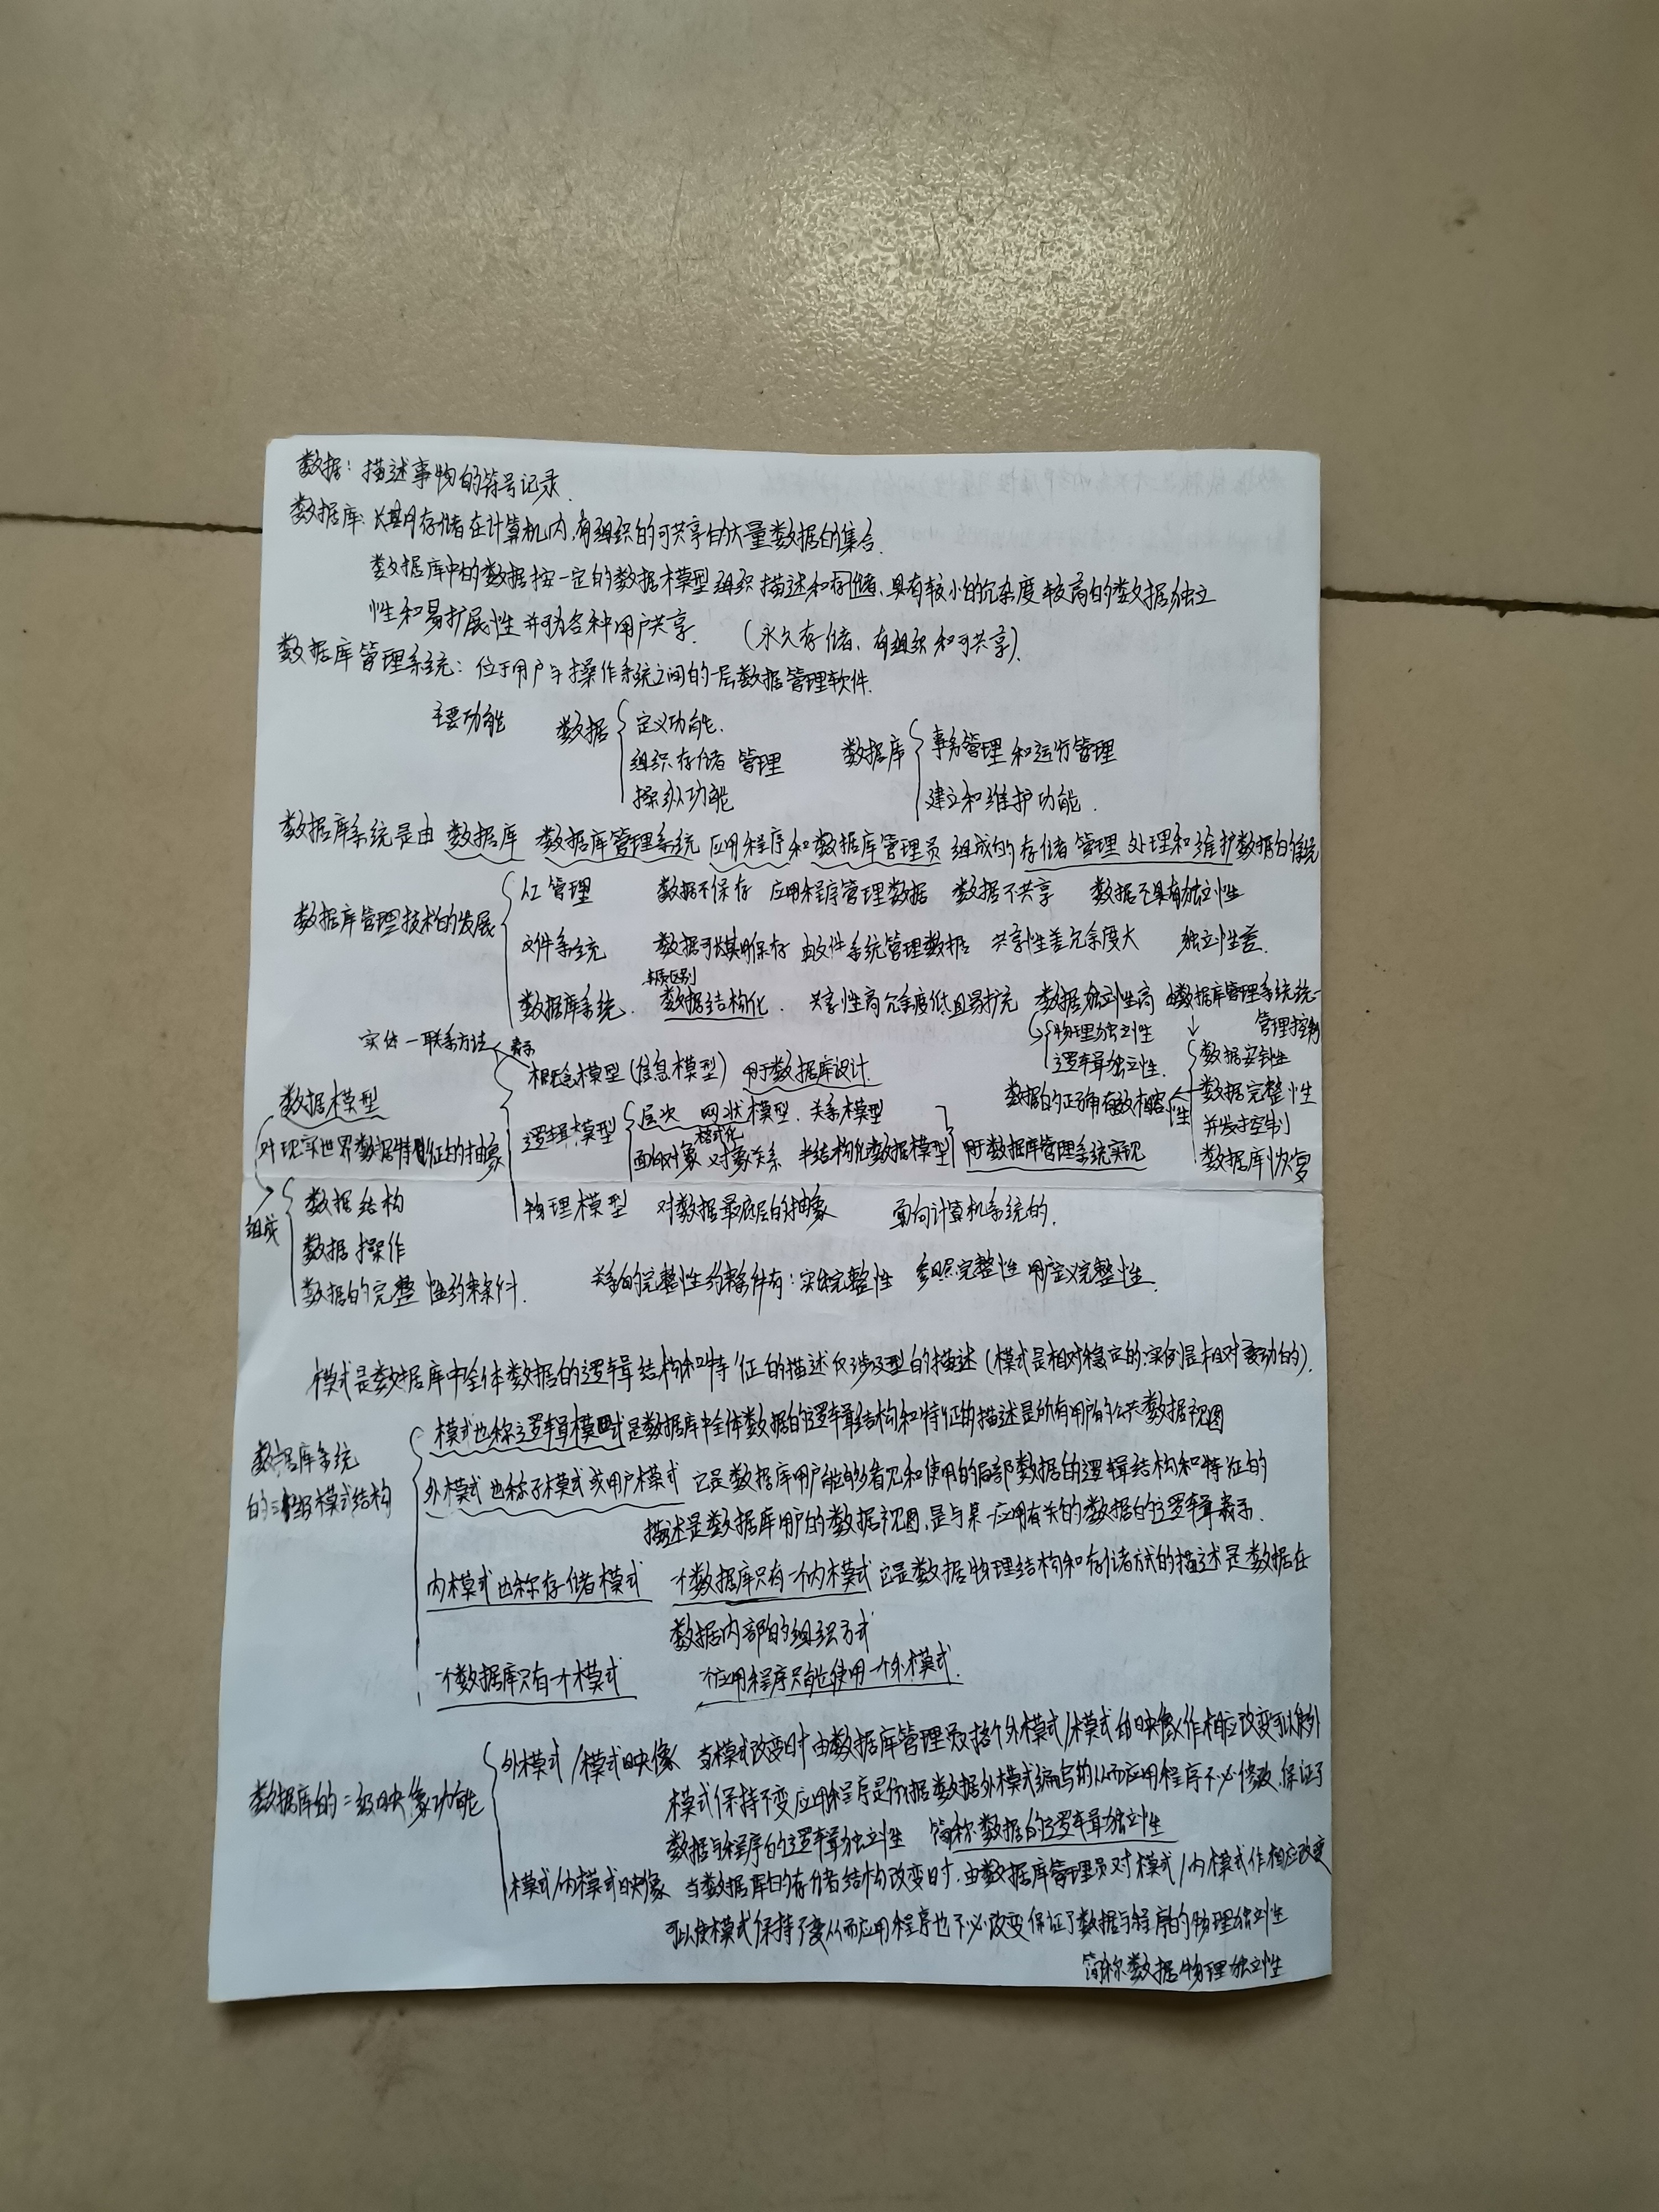 数据：描述事物的符号记录.
数据库：长期存储在计算机内,有组织的可共享的大量数据的集合.
数据库中的数据按一定的数据模型组织描述和存储、具有较小的冗余度较高的数据独立
性和易扩展性并可为各种用户共享. (永久存储、有组织和可共享).
数据库管理系统：位于用户与操作系统之间的一层数据管理软件.
主要功能 数据 定义功能. 数据库 事务管理和运行管理
组织存储管理
操纵功能 建立和维护功能.
数据库系统是由 数据库 数据库管理系统 应用程序和数据库管理员 组成的存储管理 处理和维护数据的系统
数据库管理技术的发展
人工管理 数据不保存 应用程序管理数据 数据不共享 数据不具有独立性
文件系统 数据可长期保存 由文件系统管理数据 共享性差冗余度大 独立性差.
本质区别
数据库系统. 数据结构化. 共享性高冗余度低且易扩充 数据独立性高 由数据库管理系统统一
管理控制
物理独立性
逻辑独立性.
数据安全性
数据完整性
并发控制
数据库恢复
数据的正确有效相容性
实体一联系方法 表示
数据模型
对现实世界数据特征的抽象
概念模型(信息模型) 用于数据库设计.
逻辑模型 层次 网状模型. 关系模型
格式化
面向对象 对象关系 半结构化数据模型 用于数据库管理系统实现
物理模型 对数据最底层的抽象 面向计算机系统的.
组成
数据结构
数据操作
数据的完整性约束条件. 关系的完整性约束条件有：实体完整性 参照完整性 用户定义完整性.
模式是数据库中全体数据的逻辑结构和特征的描述仅涉及型的描述(模式是相对稳定的;实例是相对变动的).
数据库系统
的三级模式结构
模式也称逻辑模式是数据库中全体数据的逻辑结构和特征的描述是所有用户的公共数据视图
外模式也称子模式或用户模式 它是数据库用户能够看见和使用的局部数据的逻辑结构和特征的
描述是数据库用户的数据视图.是与某一应用有关的数据的逻辑表示.
内模式也称存储模式 一个数据库只有一个内模式 它是数据物理结构和存储方式的描述是数据在
数据内部的组织方式
一个数据库只有一个模式 一个应用程序只能使用一个外模式.
数据库的二级映像功能
外模式/模式映像 当模式改变时 由数据库管理员对各个外模式/模式的映像作相应改变可以使外
模式保持不变应用程序是依据数据外模式编写的从而应用程序不必修改.保证了
数据与程序的逻辑独立性 简称数据的逻辑独立性
模式/内模式映像 当数据库的存储结构改变时.由数据库管理员对模式/内模式作相应改变
可以使模式保持不变从而应用程序也不必改变 保证了数据与程序的物理独立性
简称数据物理独立性